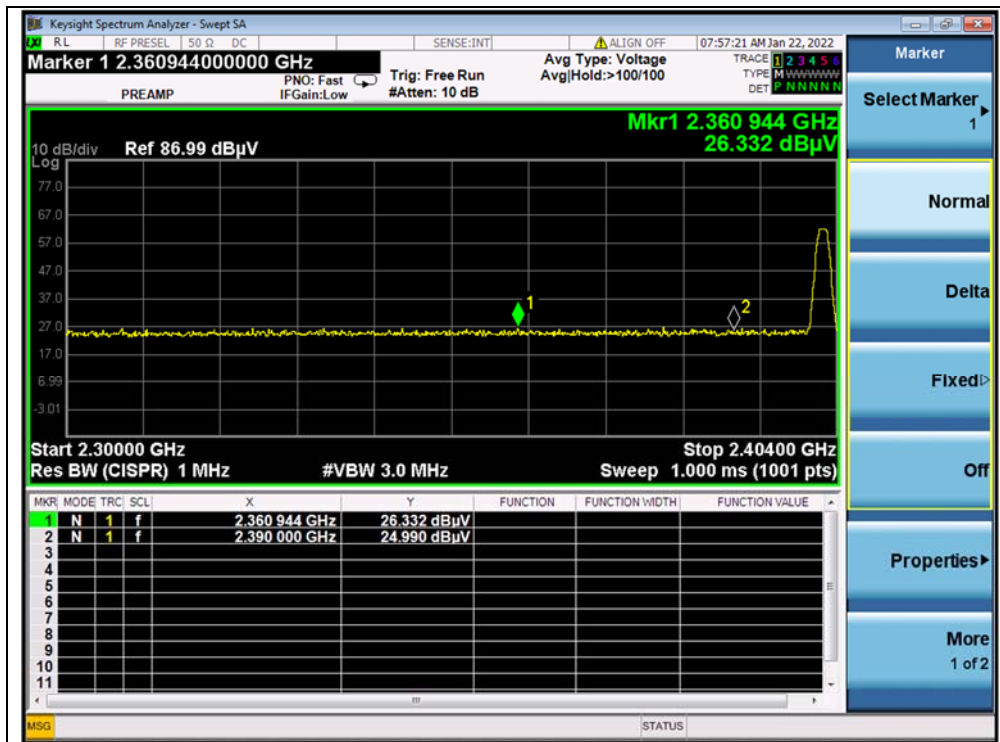 Keysight Spectrum Analyzer - Swept SA
LXI RL RF PRESEL 50 Ω DC SENSE:INT ALIGN OFF 07:57:21 AM Jan 22, 2022
Marker 1 2.360944000000 GHz
PREAMP
PNO: Fast
IFGain:Low
Trig: Free Run
#Atten: 10 dB
Avg Type: Voltage
Avg|Hold:>100/100
TRACE 1 2 3 4 5 6
TYPE M WWWWW
DET P N N N N N
Mkr1 2.360 944 GHz
26.332 dBµV
10 dB/div Ref 86.99 dBµV
Log
77.0
67.0
57.0
47.0
37.0
27.0
17.0
6.99
-3.01
1
2
Start 2.30000 GHz Stop 2.40400 GHz
Res BW (CISPR) 1 MHz #VBW 3.0 MHz Sweep 1.000 ms (1001 pts)
MKR MODE TRC SCL X Y FUNCTION FUNCTION WIDTH FUNCTION VALUE
1 N 1 f 2.360 944 GHz 26.332 dBµV
2 N 1 f 2.390 000 GHz 24.990 dBµV
3
4
5
6
7
8
9
10
11
MSG STATUS
Marker
Select Marker
1
Normal
Delta
Fixed
Off
Properties
More
1 of 2